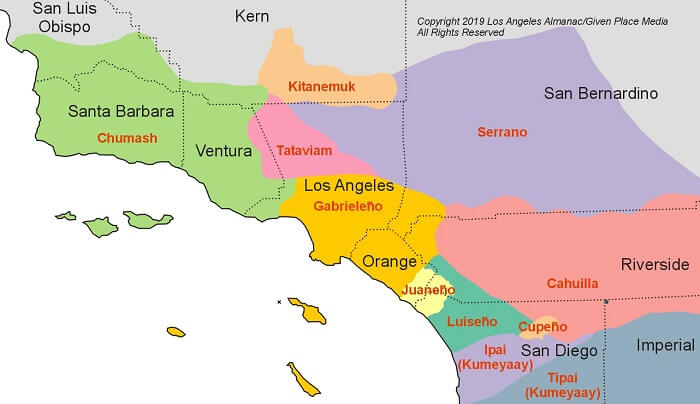 San Luis
Obispo
Kern
Copyright 2019 Los Angeles Almanac/Given Place Media
All Rights Reserved
Kitanemuk
San Bernardino
Santa Barbara
Chumash
Ventura
Tataviam
Serrano
Los Angeles
Gabrieleño
Orange
Riverside
Juaneño
Cahuilla
Luiseño
Cupeño
Imperial
Ipai
(Kumeyaay)
San Diego
Tipai
(Kumeyaay)